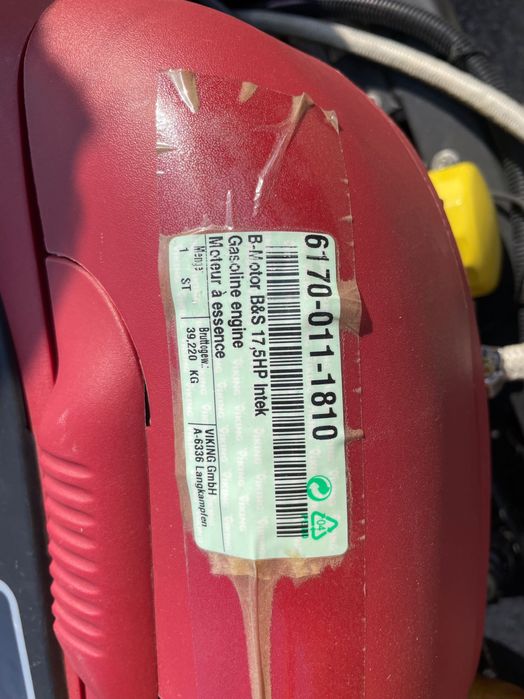 6170-011-1810
B-Motor B&S 17,5HP Intek
Gasoline engine
Moteur à essence
Menge: Bruttogew.:
1 ST 39,220 KG
VIKING GmbH
A-6336 Langkampfen
VIKING